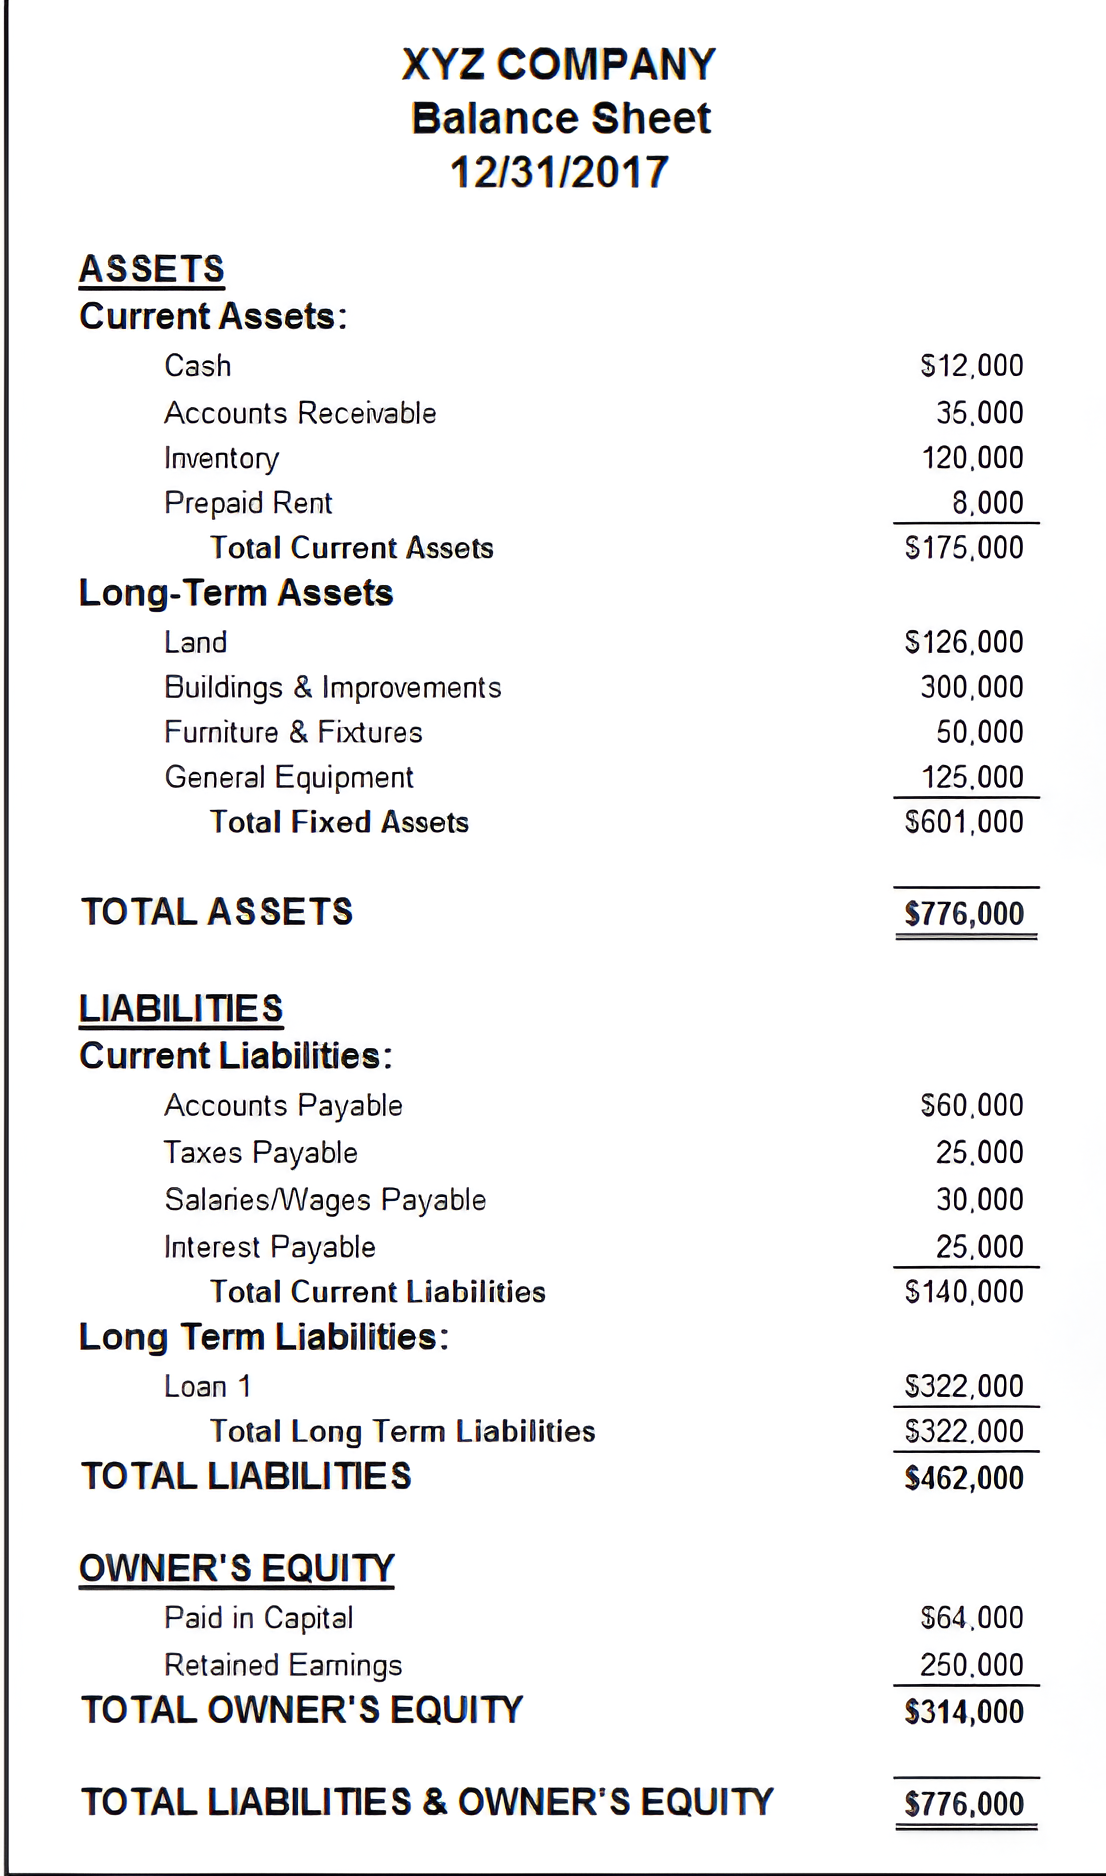 XYZ COMPANY
Balance Sheet
12/31/2017
ASSETS
Current Assets:
Cash $12,000
Accounts Receivable 35,000
Inventory 120,000
Prepaid Rent 8,000
Total Current Assets $175,000
Long-Term Assets
Land $126,000
Buildings & Improvements 300,000
Furniture & Fixtures 50,000
General Equipment 125,000
Total Fixed Assets $601,000
TOTAL ASSETS $776,000
LIABILITIES
Current Liabilities:
Accounts Payable $60,000
Taxes Payable 25,000
Salaries/Wages Payable 30,000
Interest Payable 25,000
Total Current Liabilities $140,000
Long Term Liabilities:
Loan 1 $322,000
Total Long Term Liabilities $322,000
TOTAL LIABILITIES $462,000
OWNER'S EQUITY
Paid in Capital $64,000
Retained Earnings 250,000
TOTAL OWNER'S EQUITY $314,000
TOTAL LIABILITIES & OWNER'S EQUITY $776,000